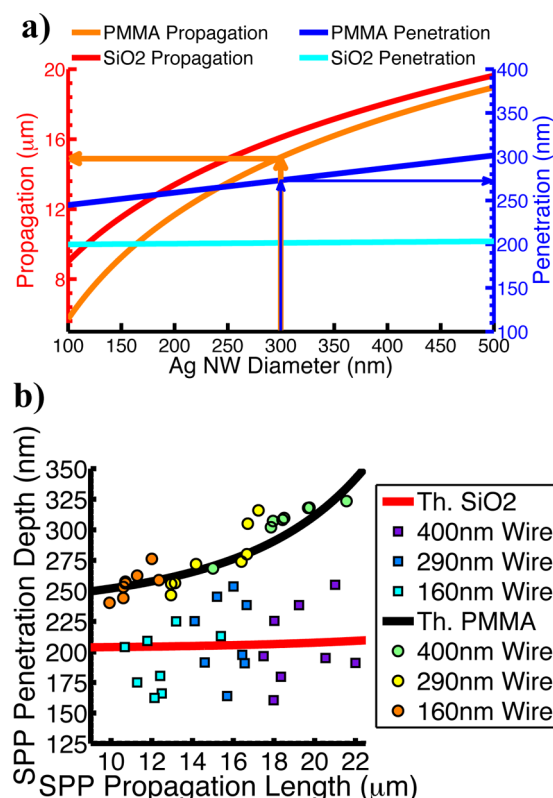 a)
PMMA Propagation
PMMA Penetration
SiO2 Propagation
SiO2 Penetration
Propagation (μm)
20
16
12
8
Penetration (nm)
400
350
300
250
200
150
100
100 150 200 250 300 350 400 450 500
Ag NW Diameter (nm)
b)
SPP Penetration Depth (nm)
350
325
300
275
250
225
200
175
150
125
10 12 14 16 18 20 22
SPP Propagation Length (μm)
Th. SiO2
400nm Wire
290nm Wire
160nm Wire
Th. PMMA
400nm Wire
290nm Wire
160nm Wire